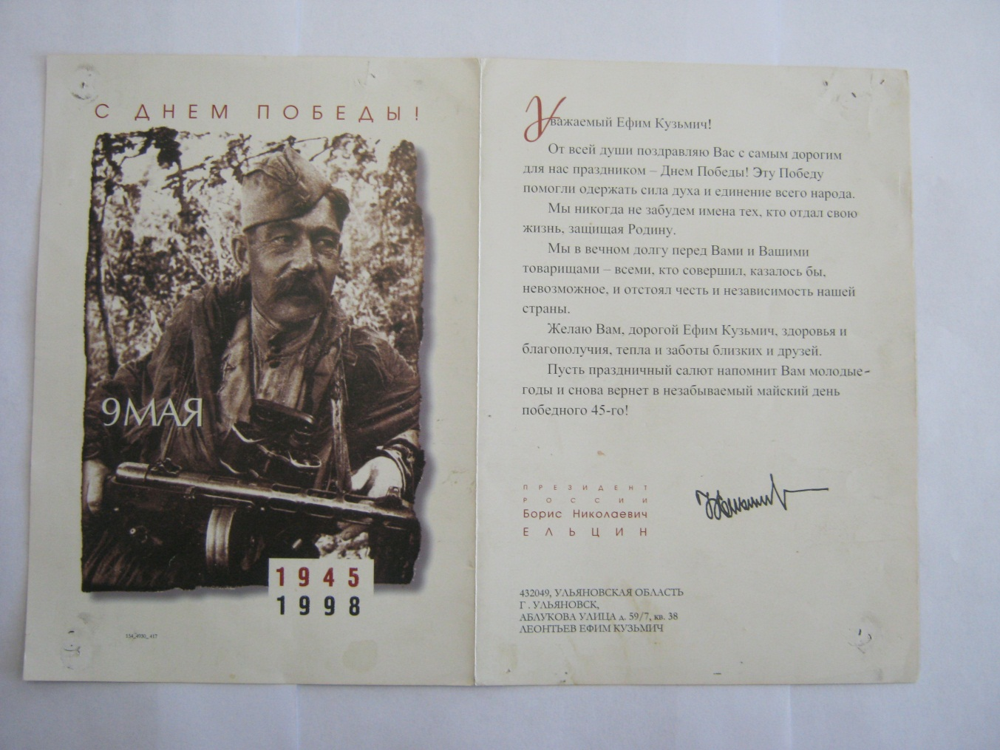 С ДНЕМ ПОБЕДЫ!
9МАЯ
1945
1998
Уважаемый Ефим Кузьмич!
От всей души поздравляю Вас с самым дорогим
для нас праздником – Днем Победы! Эту Победу
помогли одержать сила духа и единение всего народа.
Мы никогда не забудем имена тех, кто отдал свою
жизнь, защищая Родину.
Мы в вечном долгу перед Вами и Вашими
товарищами – всеми, кто совершил, казалось бы,
невозможное, и отстоял честь и независимость нашей
страны.
Желаю Вам, дорогой Ефим Кузьмич, здоровья и
благополучия, тепла и заботы близких и друзей.
Пусть праздничный салют напомнит Вам молодые
годы и снова вернет в незабываемый майский день
победного 45-го!
ПРЕЗИДЕНТ
РОССИИ
Борис Николаевич
ЕЛЬЦИН
432049, УЛЬЯНОВСКАЯ ОБЛАСТЬ
Г . УЛЬЯНОВСК,
АБЛУКОВА УЛИЦА д. 59/7, кв. 38
ЛЕОНТЬЕВ ЕФИМ КУЗЬМИЧ